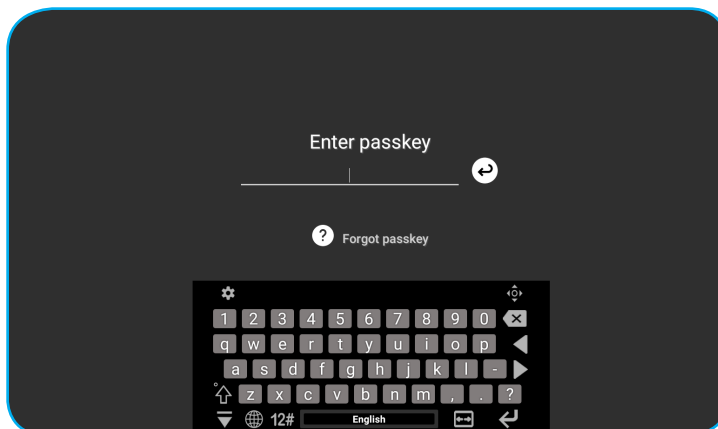 Enter passkey
? Forgot passkey
1 2 3 4 5 6 7 8 9 0
q w e r t y u i o p
a s d f g h j k l -
z x c v b n m , . ?
12# English